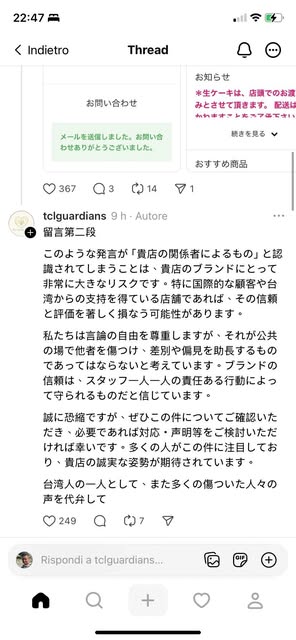 22:47
Indietro
Thread
お問い合わせ
メールを送信しました。お問い合
わせありがとうございました。
お知らせ
＊生ケーキは、店頭でのお渡
みとさせて頂きます。 配送は
続きを見る
おすすめ商品
367
3
14
1
tclguardians 9 h · Autore
留言第二段
このような発言が「貴店の関係者によるもの」と認
識されてしまうことは、貴店のブランドにとって
非常に大きなリスクです。特に国際的な顧客や台
湾からの支持を得ている店舗であれば、その信頼
と評価を著しく損なう可能性があります。
私たちは言論の自由を尊重しますが、それが公共
の場で他者を傷つけ、差別や偏見を助長するもの
であってはならないと考えています。ブランドの
信頼は、スタッフ一人一人の責任ある行動によっ
て守られるものだと信じています。
誠に恐縮ですが、ぜひこの件についてご確認いた
だき、必要であれば対応・声明等をご検討いただ
ければ幸いです。多くの人がこの件に注目してお
り、貴店の誠実な姿勢が期待されています。
台湾人の一人として、また多くの傷ついた人々の
声を代弁して
249
7
Rispondi a tclguardians...
GIF